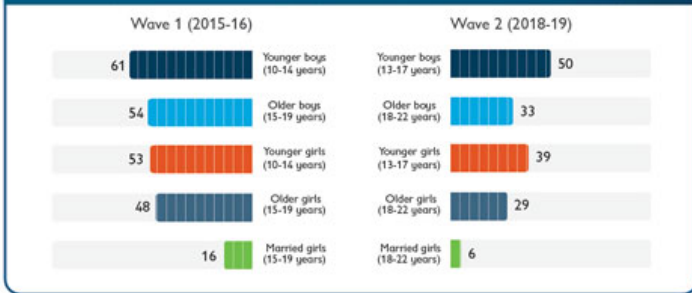 Wave 1 (2015-16)
61
Younger boys
(10-14 years)
54
Older boys
(15-19 years)
53
Younger girls
(10-14 years)
48
Older girls
(15-19 years)
16
Married girls
(15-19 years)
Wave 2 (2018-19)
Younger boys
(13-17 years)
50
Older boys
(18-22 years)
33
Younger girls
(13-17 years)
39
Older girls
(18-22 years)
29
Married girls
(18-22 years)
6